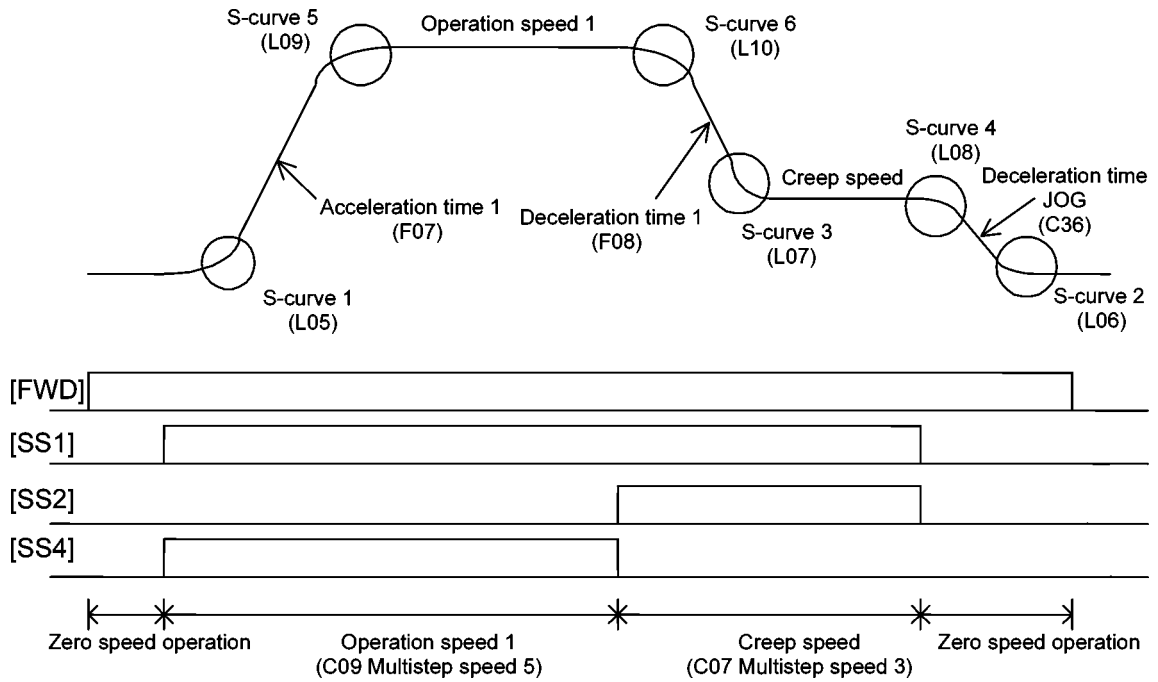 S-curve 5
(L09)
Operation speed 1
S-curve 6
(L10)
S-curve 4
(L08)
Deceleration time
JOG
(C36)
Creep speed
Acceleration time 1
(F07)
Deceleration time 1
(F08)
S-curve 3
(L07)
S-curve 1
(L05)
S-curve 2
(L06)
[FWD]
[SS1]
[SS2]
[SS4]
Zero speed operation
Operation speed 1
(C09 Multistep speed 5)
Creep speed
(C07 Multistep speed 3)
Zero speed operation